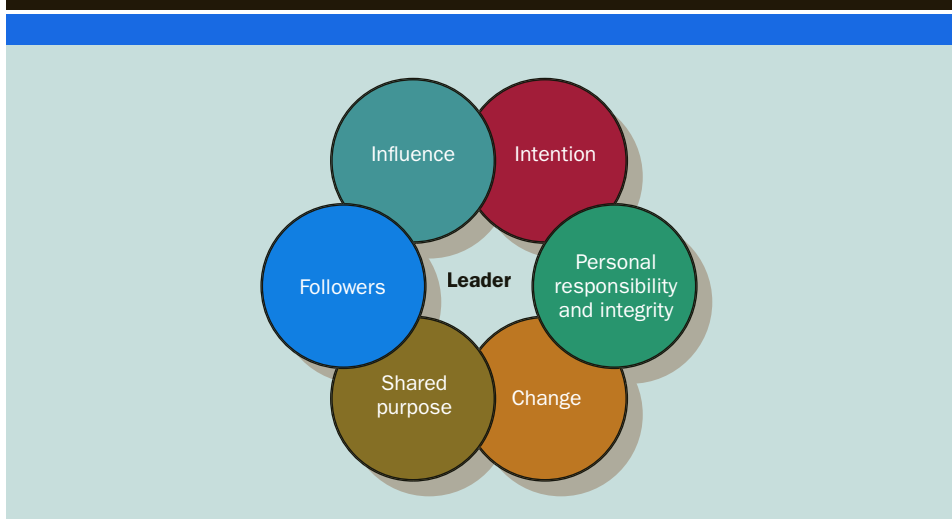 Influence
Intention
Personal
responsibility
and integrity
Followers
Leader
Shared
purpose
Change